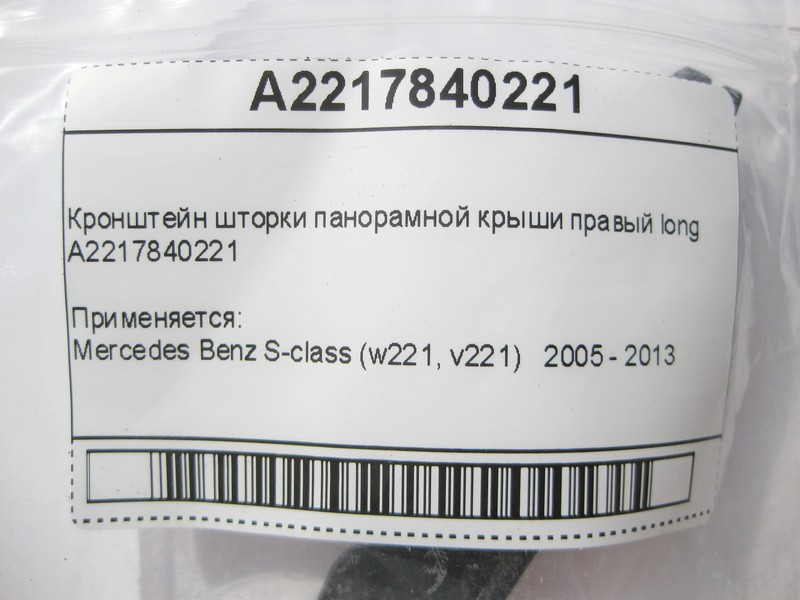 A2217840221
Кронштейн шторки панорамной крыши правый long
A2217840221
Применяется:
Mercedes Benz S-class (w221, v221) 2005 - 2013